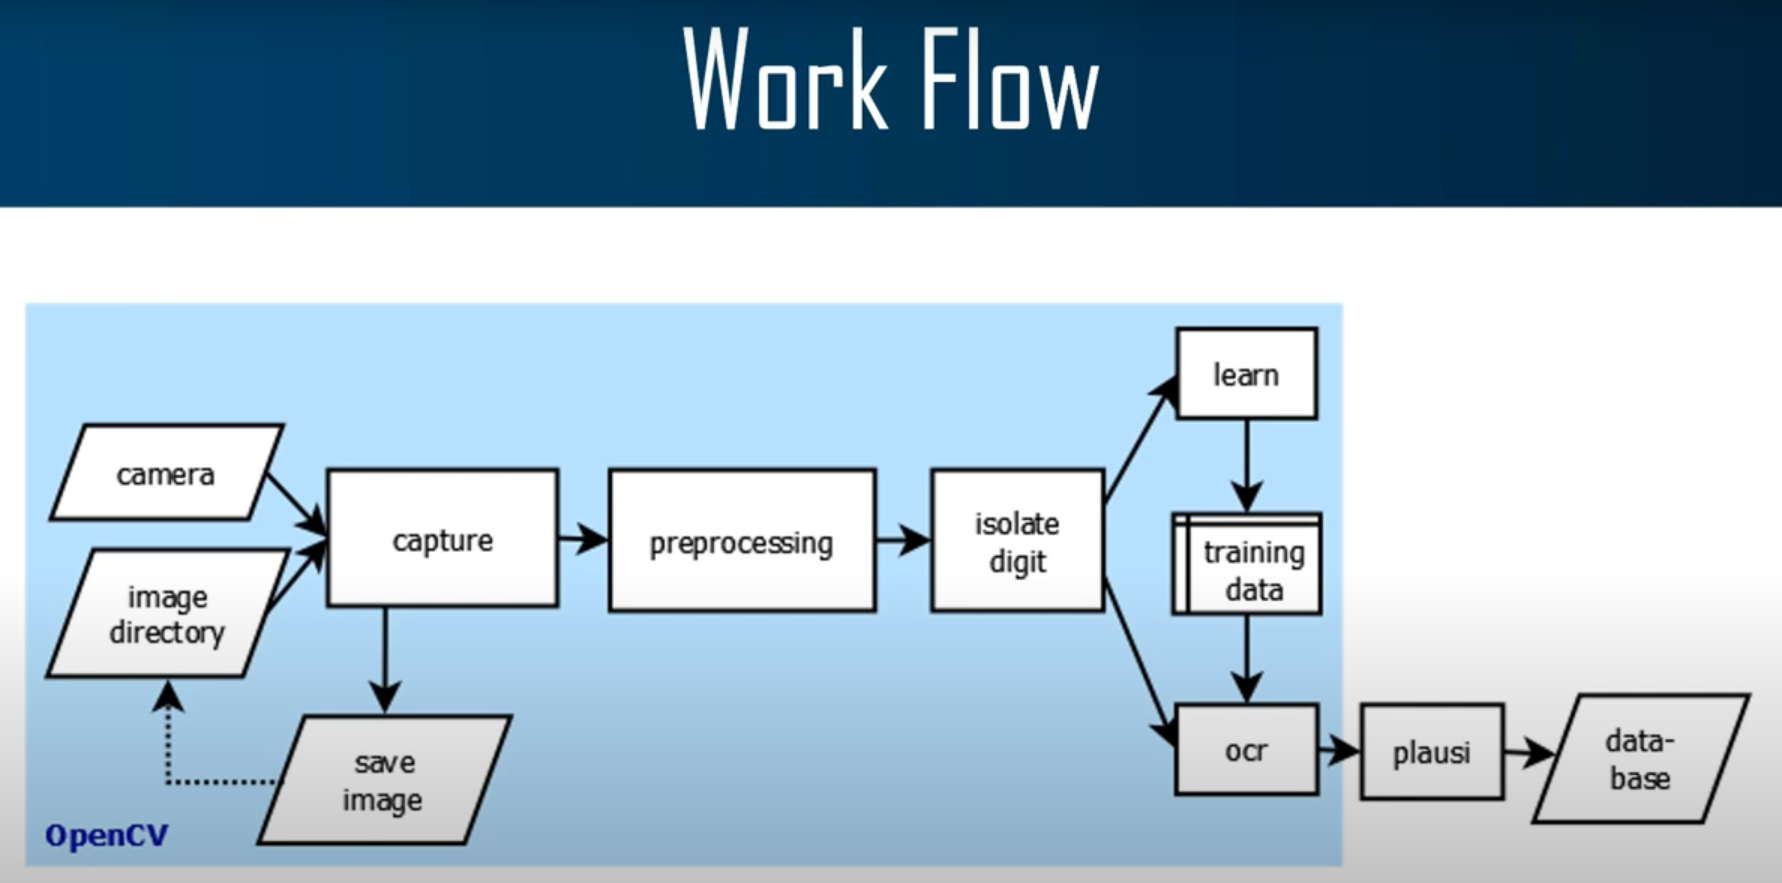 Work Flow
learn
camera
capture
preprocessing
isolate
digit
training
data
image
directory
save
image
ocr
plausi
data-
base
OpenCV